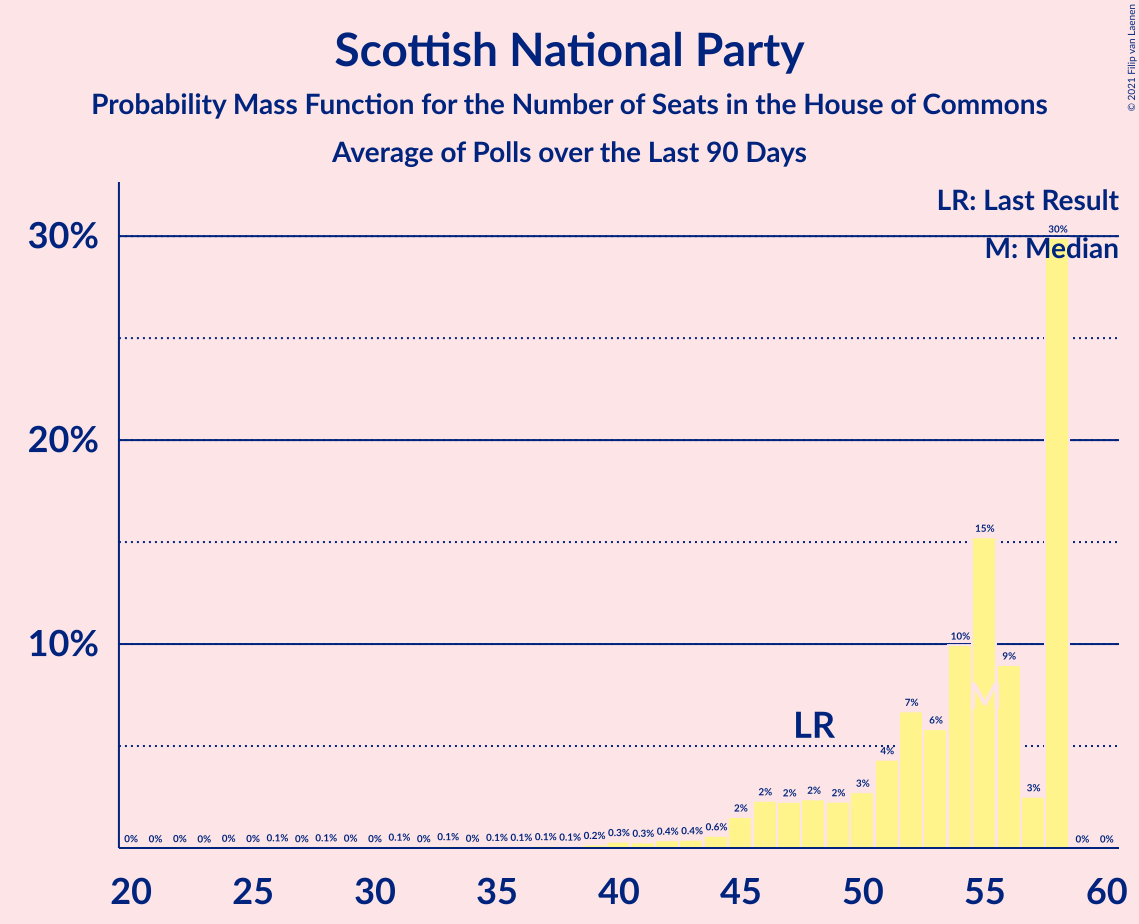 © 2021 Filip van Laenen
Scottish National Party
Probability Mass Function for the Number of Seats in the House of Commons
Average of Polls over the Last 90 Days
LR: Last Result
M: Median
30%
20%
10%
30%
15%
10%
9%
7%
6%
LR
4%
M
0% 0% 0% 0% 0% 0% 0.1% 0% 0.1% 0% 0% 0.1% 0% 0.1% 0% 0.1% 0.1% 0.1% 0.1% 0.2% 0.3% 0.3% 0.4% 0.4% 0.6% 2% 2% 2% 2% 2% 3% 3% 0% 0%
20 25 30 35 40 45 50 55 60